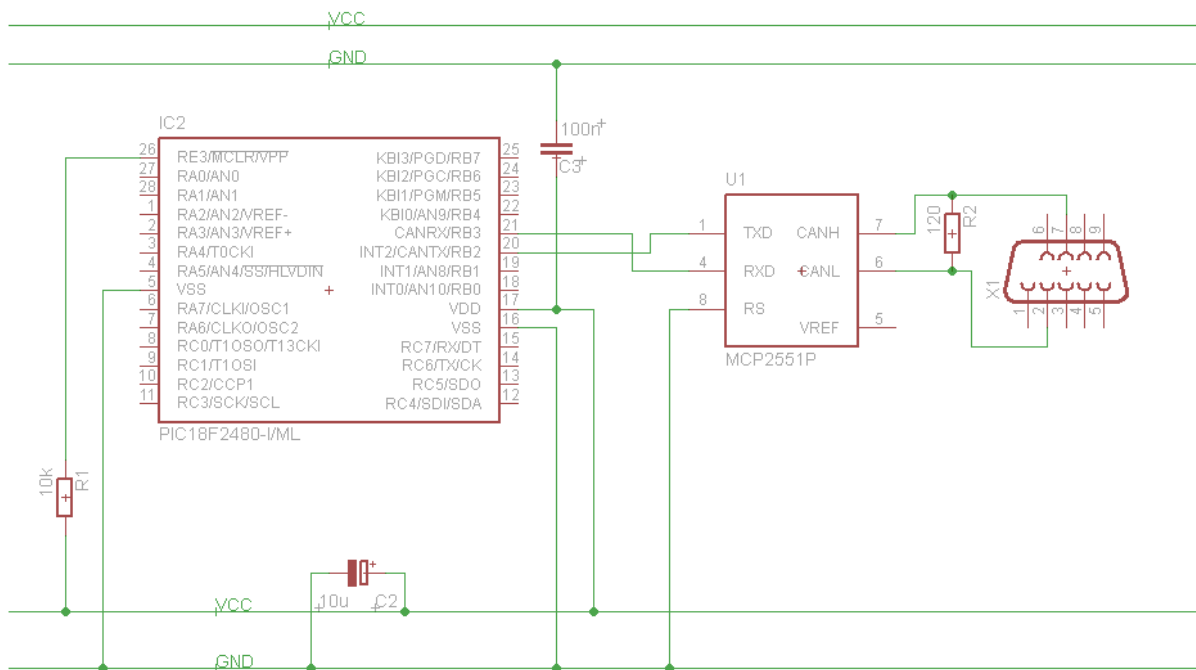 VCC
GND
100n
C3
IC2
26 RE3/MCLR/VPP
27 RA0/AN0
28 RA1/AN1
1 RA2/AN2/VREF-
2 RA3/AN3/VREF+
3 RA4/T0CKI
4 RA5/AN4/SS/HLVDIN
5 VSS
6 RA7/CLKI/OSC1
7 RA6/CLKO/OSC2
8 RC0/T1OSO/T13CKI
9 RC1/T1OSI
10 RC2/CCP1
11 RC3/SCK/SCL
KBI3/PGD/RB7 25
KBI2/PGC/RB6 24
KBI1/PGM/RB5 23
KBI0/AN9/RB4 22
CANRX/RB3 21
INT2/CANTX/RB2 20
INT1/AN8/RB1 19
INT0/AN10/RB0 18
VDD 17
VSS 16
RC7/RX/DT 15
RC6/TX/CK 14
RC5/SDO 13
RC4/SDI/SDA 12
PIC18F2480-I/ML
U1
1 TXD
4 RXD
8 RS
CANH 7
CANL 6
VREF 5
MCP2551P
120
R2
X1
6 7 8 9
1 2 3 4 5
10k
R1
10u
C2
VCC
GND